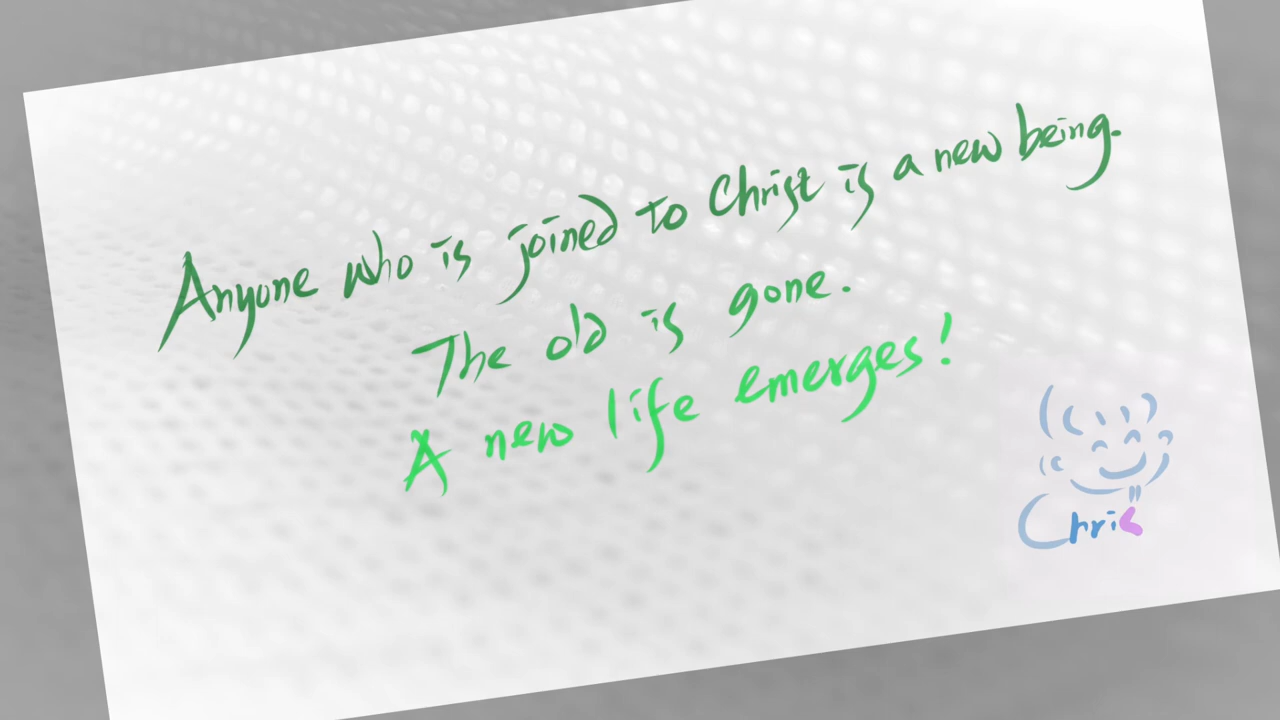 Anyone who is joined to Christ is a new being.
The old is gone.
A new life emerges!
Chris